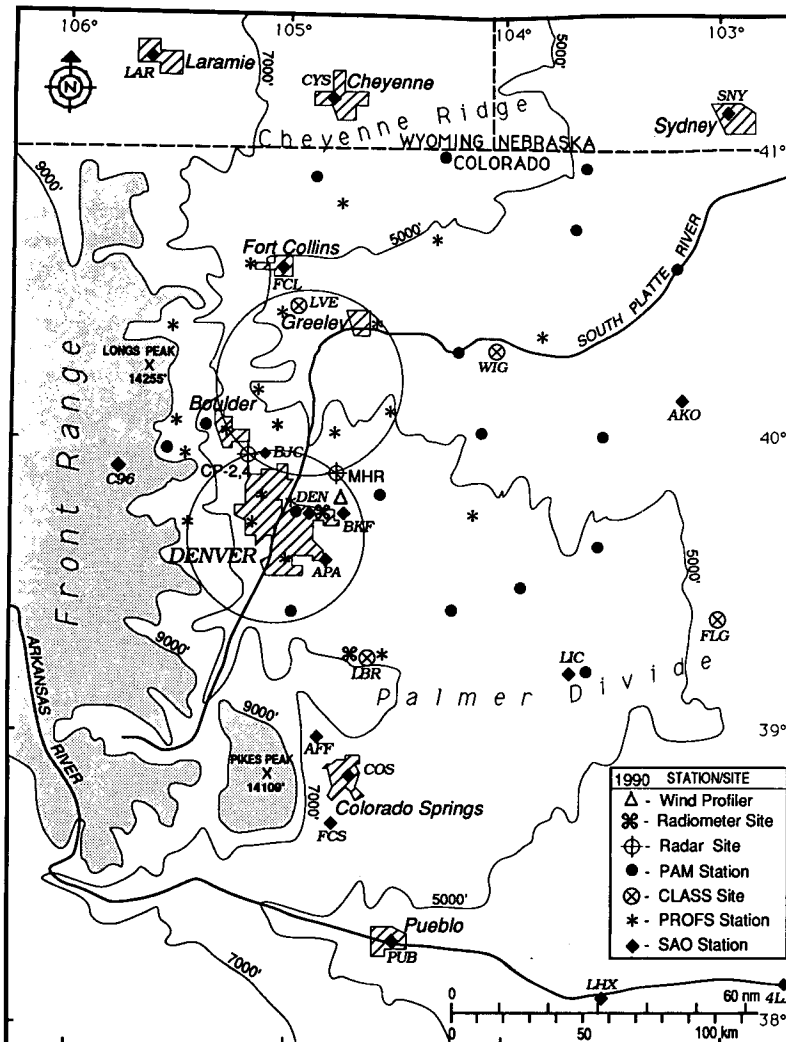 106°
105°
104°
103°
7000'
5000'
LAR
Laramie
CYS
Cheyenne
SNY
Sydney
N
Cheyenne Ridge
WYOMING
NEBRASKA
COLORADO
41°
9000'
5000'
Fort Collins
FCL
LVE
Greeley
SOUTH PLATTE RIVER
WIG
LONGS PEAK
X
14255'
Boulder
AKO
40°
Front Range
C96
BJC
CP-2,4
MHR
DEN
BKF
DENVER
APA
5000'
FLG
9000'
LBR
LIC
Palmer Divide
ARKANSAS RIVER
9000'
AFF
39°
PIKES PEAK
X
14109'
COS
7000'
Colorado Springs
FCS
1990 STATION/SITE
- Wind Profiler
- Radiometer Site
- Radar Site
- PAM Station
- CLASS Site
- PROFS Station
- SAO Station
5000'
Pueblo
PUB
7000'
LHX
0
60 nm
38°
0
50
100 km